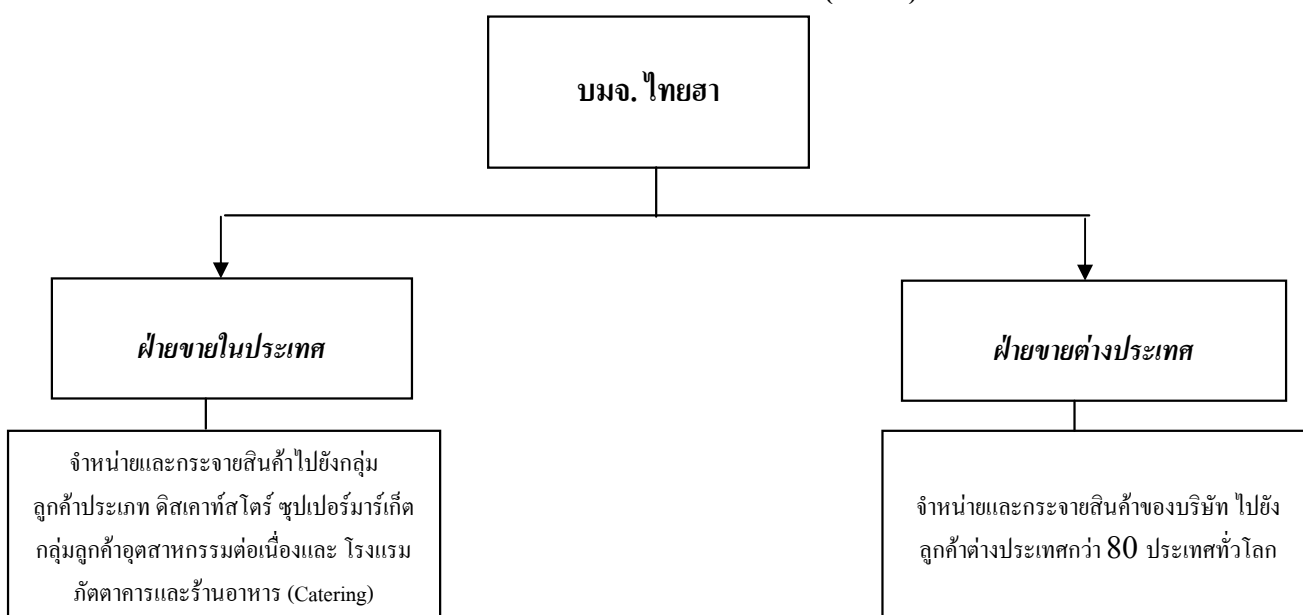 บมจ. ไทยฮา
ฝ่ายขายในประเทศ
ฝ่ายขายต่างประเทศ
จำหน่ายและกระจายสินค้าไปยังกลุ่ม
ลูกค้าประเภท ดิสเคาท์สโตร์ ซุปเปอร์มาร์เก็ต
กลุ่มลูกค้าอุตสาหกรรมต่อเนื่องและ โรงแรม
ภัตตาคารและร้านอาหาร (Catering)
จำหน่ายและกระจายสินค้าของบริษัท ไปยัง
ลูกค้าต่างประเทศกว่า 80 ประเทศทั่วโลก